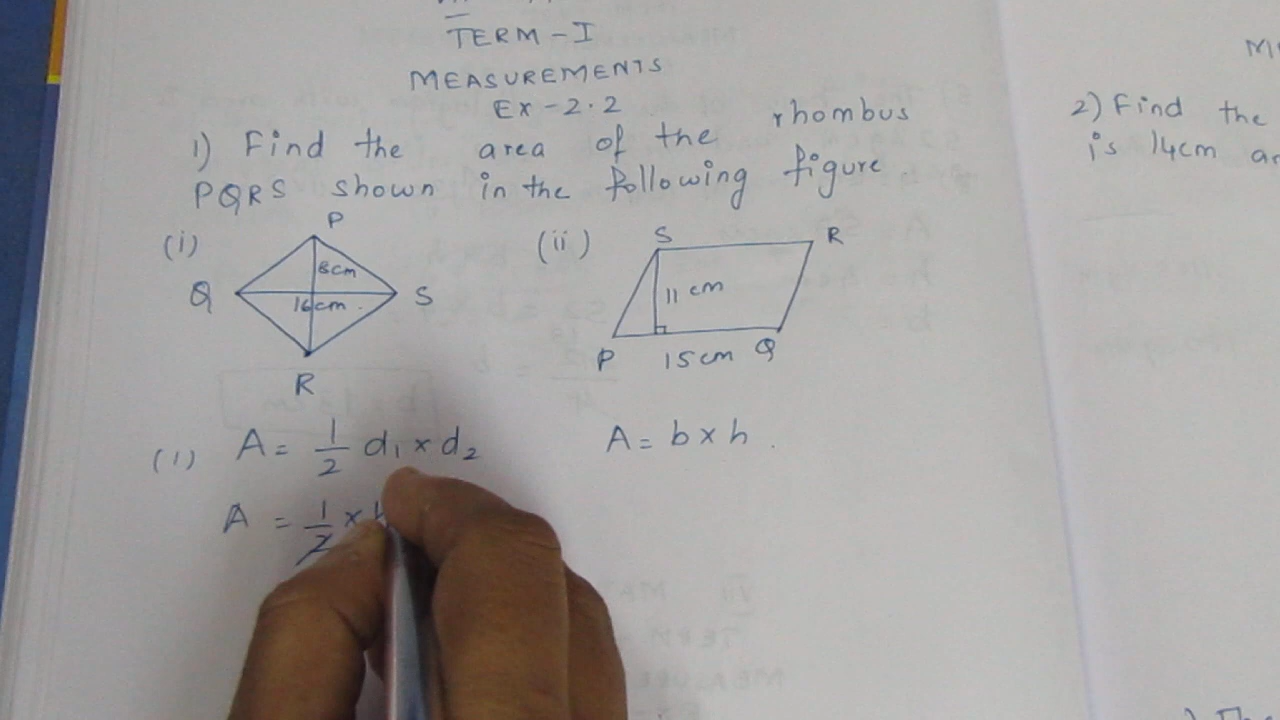 TERM - I
MEASUREMENTS
EX - 2.2
1) Find the area of the rhombus
PQRS shown in the following figure.
(i)
P
8cm
Q
16cm
S
R
(ii)
S
R
11 cm
P
15cm
Q
(1) A = 1/2 d1 x d2
A = 1/2 x
A = b x h.
2) Find the
is 14cm